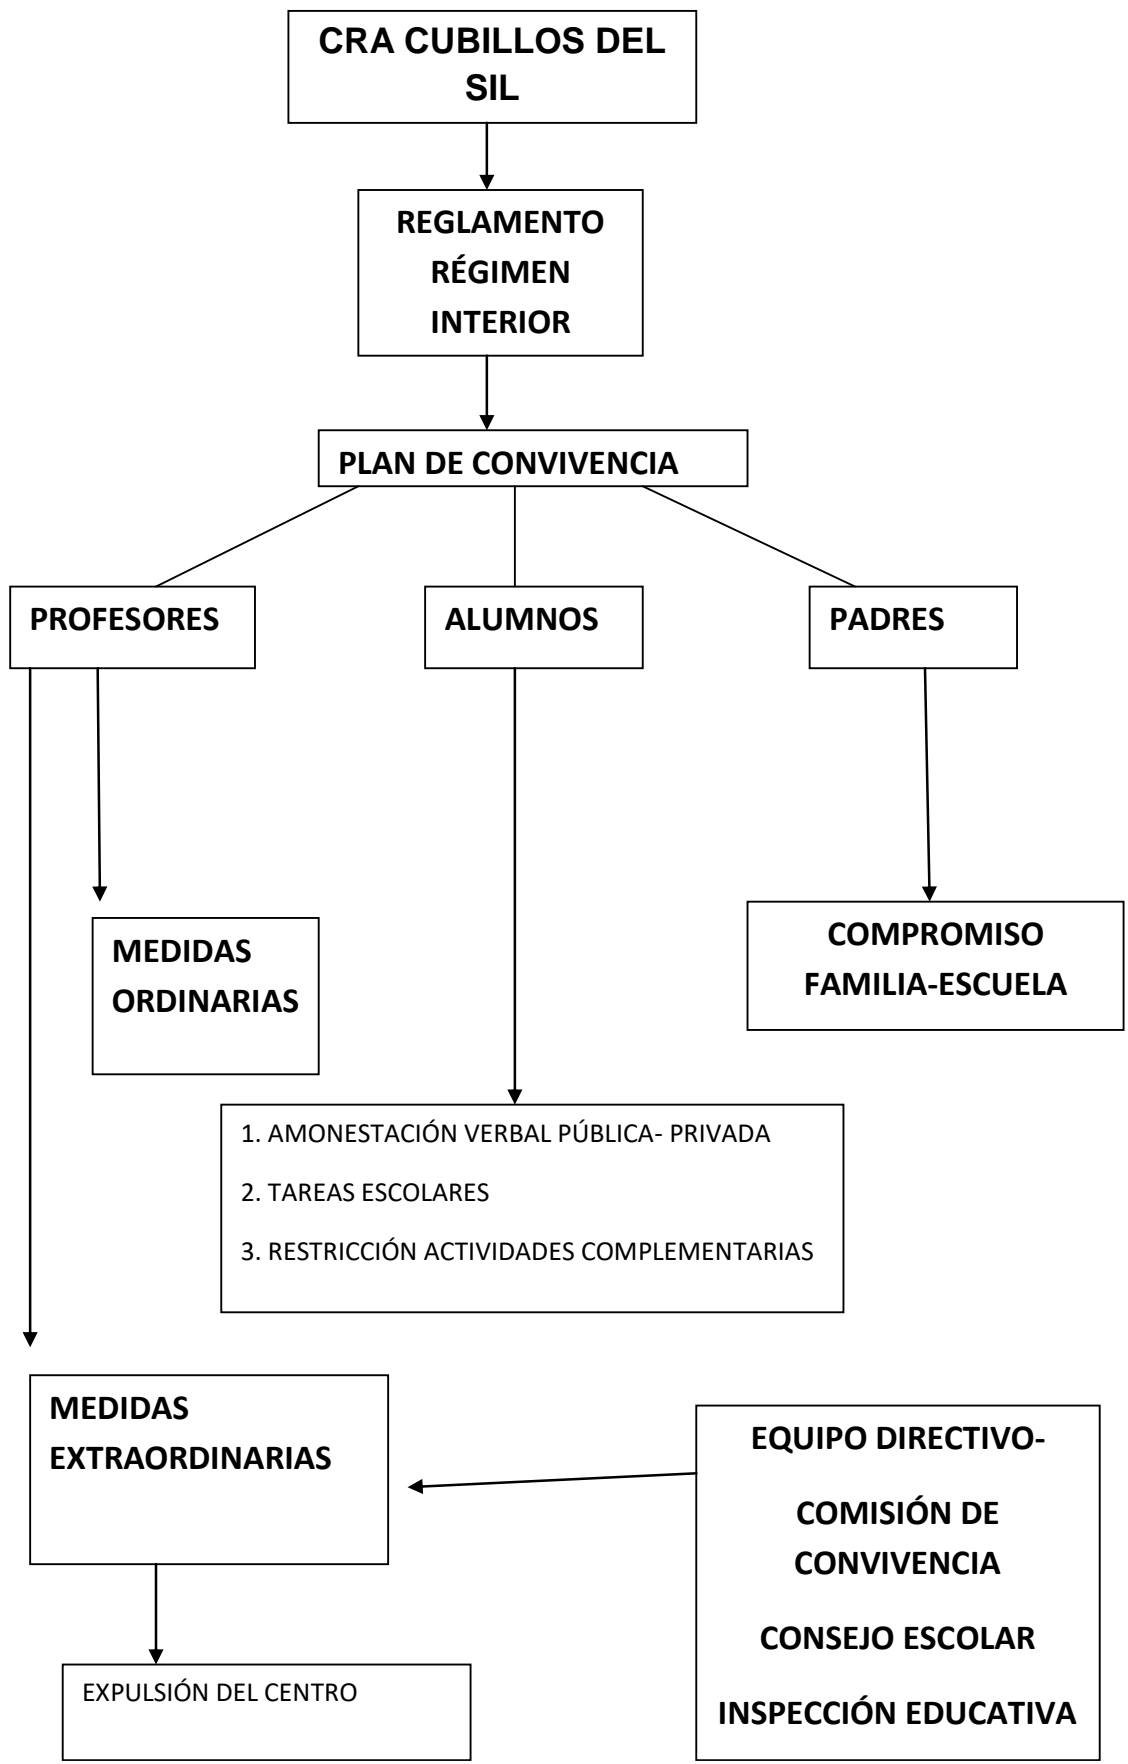 CRA CUBILLOS DEL
SIL
REGLAMENTO
RÉGIMEN
INTERIOR
PLAN DE CONVIVENCIA
PROFESORES
ALUMNOS
PADRES
MEDIDAS
ORDINARIAS
COMPROMISO
FAMILIA-ESCUELA
1. AMONESTACIÓN VERBAL PÚBLICA- PRIVADA
2. TAREAS ESCOLARES
3. RESTRICCIÓN ACTIVIDADES COMPLEMENTARIAS
MEDIDAS
EXTRAORDINARIAS
EQUIPO DIRECTIVO-
COMISIÓN DE
CONVIVENCIA
CONSEJO ESCOLAR
INSPECCIÓN EDUCATIVA
EXPULSIÓN DEL CENTRO